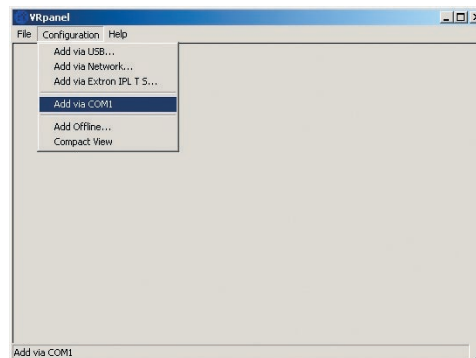 VRpanel
File Configuration Help
Add via USB...
Add via Network...
Add via Extron IPL T S...
Add via COM1
Add Offline...
Compact View
Add via COM1